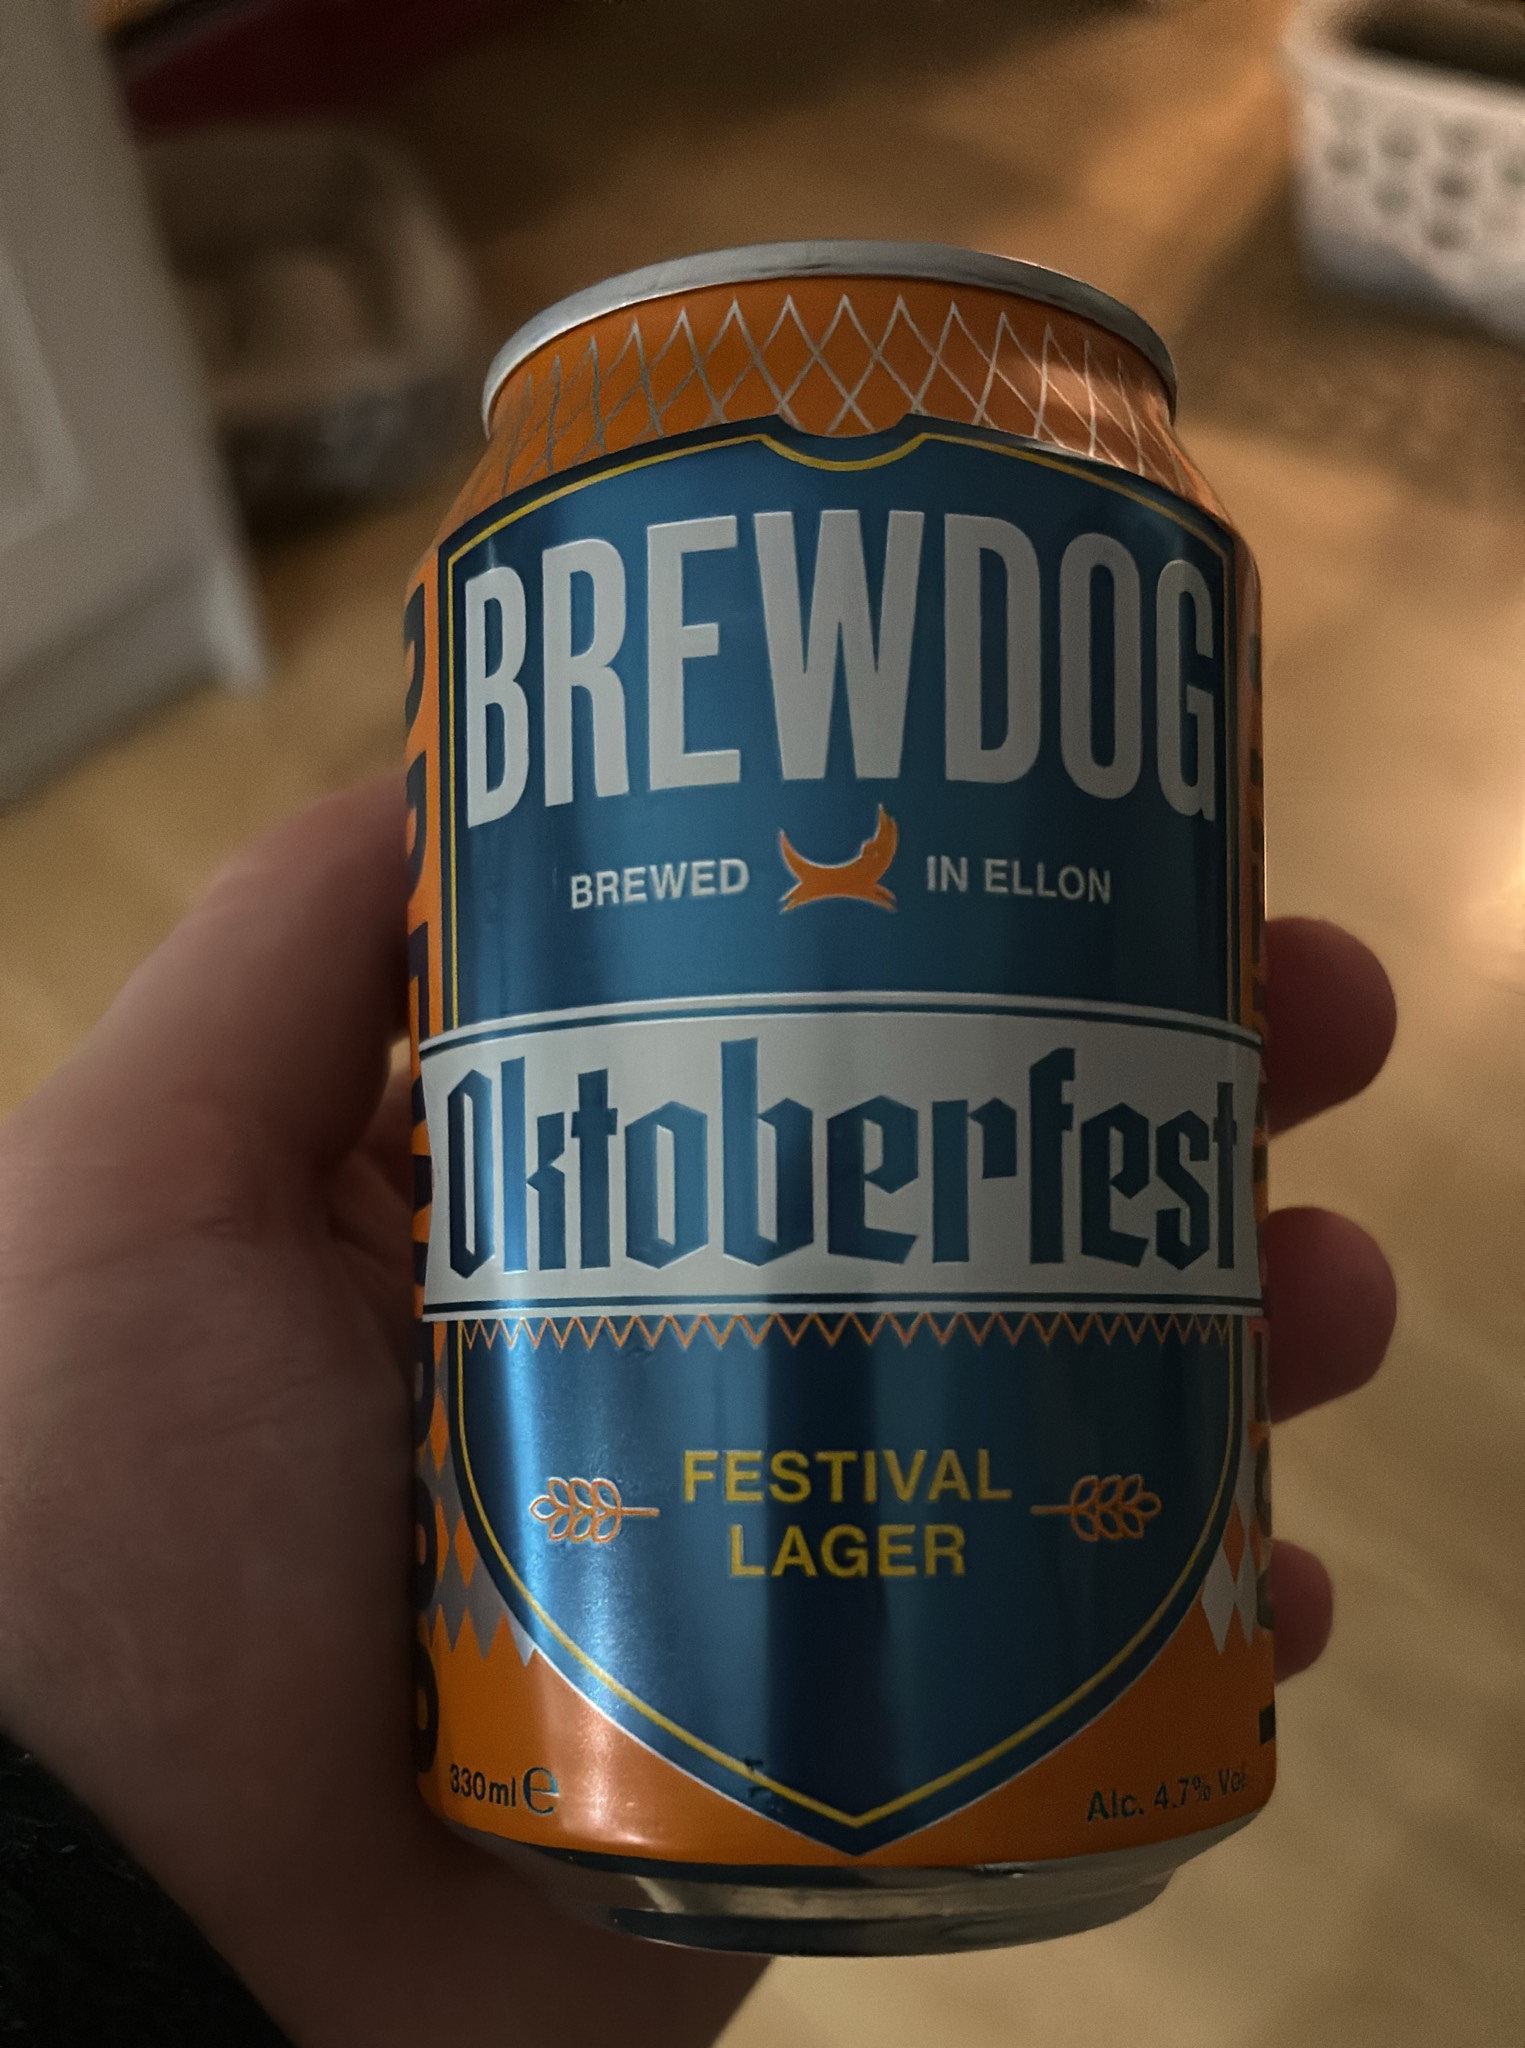 BREWDOG
BREWED IN ELLON
Oktoberfest
FESTIVAL
LAGER
330ml e
Alc. 4.7% Vol